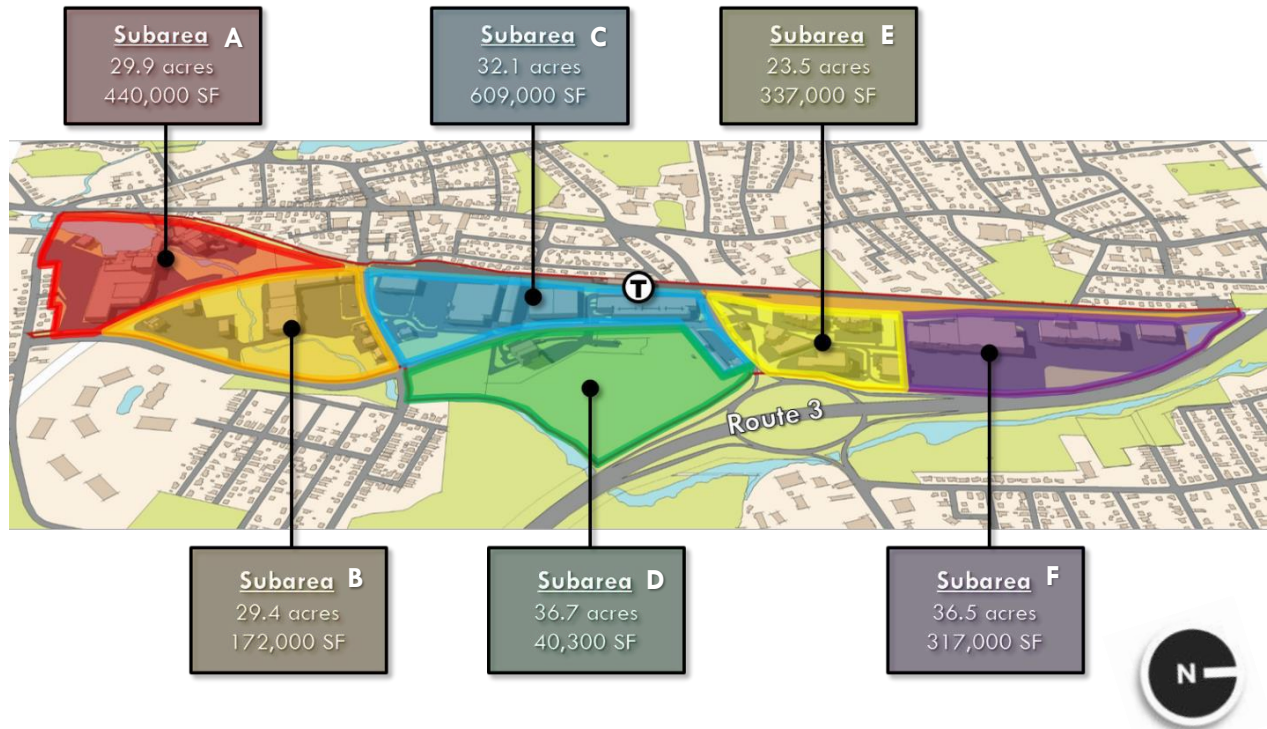 Subarea A
29.9 acres
440,000 SF
Subarea C
32.1 acres
609,000 SF
Subarea E
23.5 acres
337,000 SF
T
Route 3
Subarea B
29.4 acres
172,000 SF
Subarea D
36.7 acres
40,300 SF
Subarea F
36.5 acres
317,000 SF
N